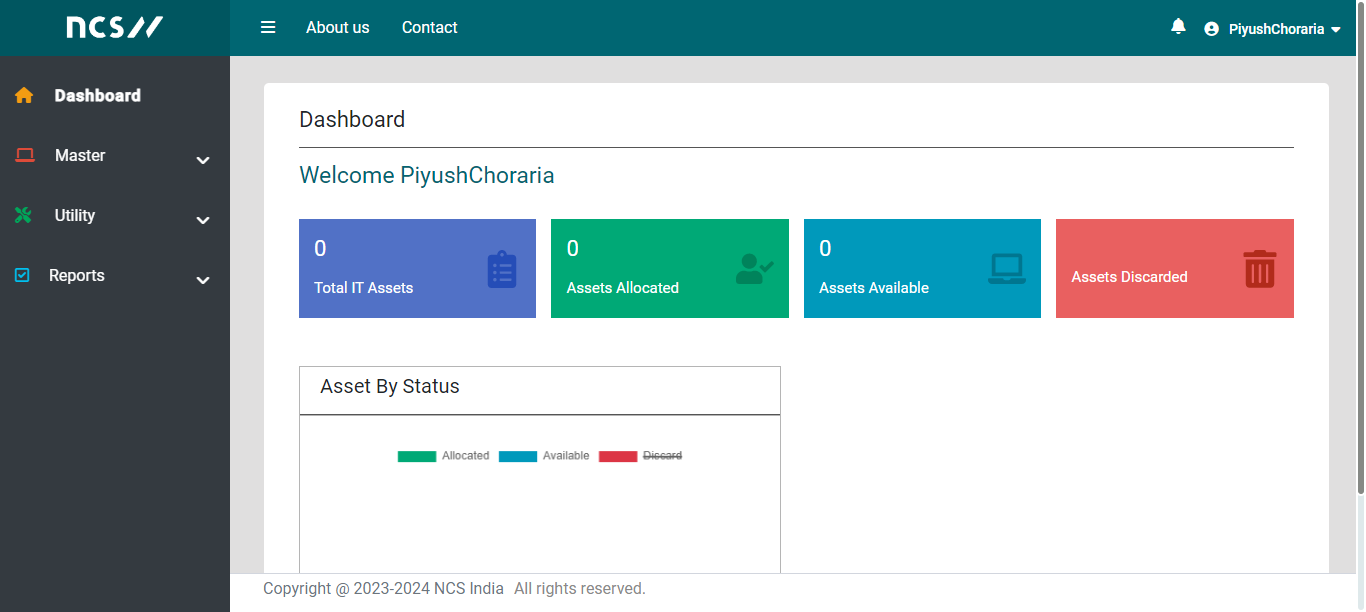 ncs
About us Contact
PiyushChoraria
Dashboard
Master
Utility
Reports
Dashboard
Welcome PiyushChoraria
0
Total IT Assets
0
Assets Allocated
0
Assets Available
Assets Discarded
Asset By Status
Allocated Available Discard
Copyright @ 2023-2024 NCS India All rights reserved.